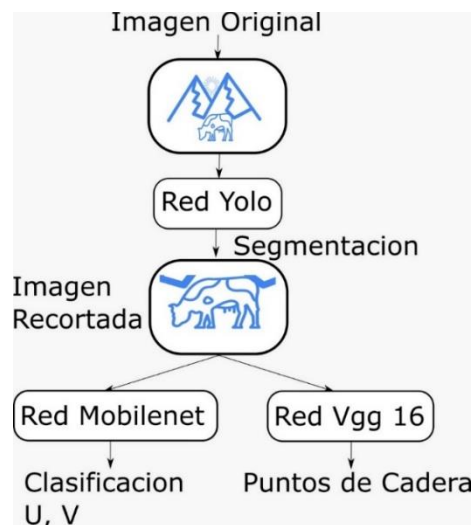 Imagen Original
Red Yolo
Segmentacion
Imagen
Recortada
Red Mobilenet
Red Vgg 16
Clasificacion
U, V
Puntos de Cadera